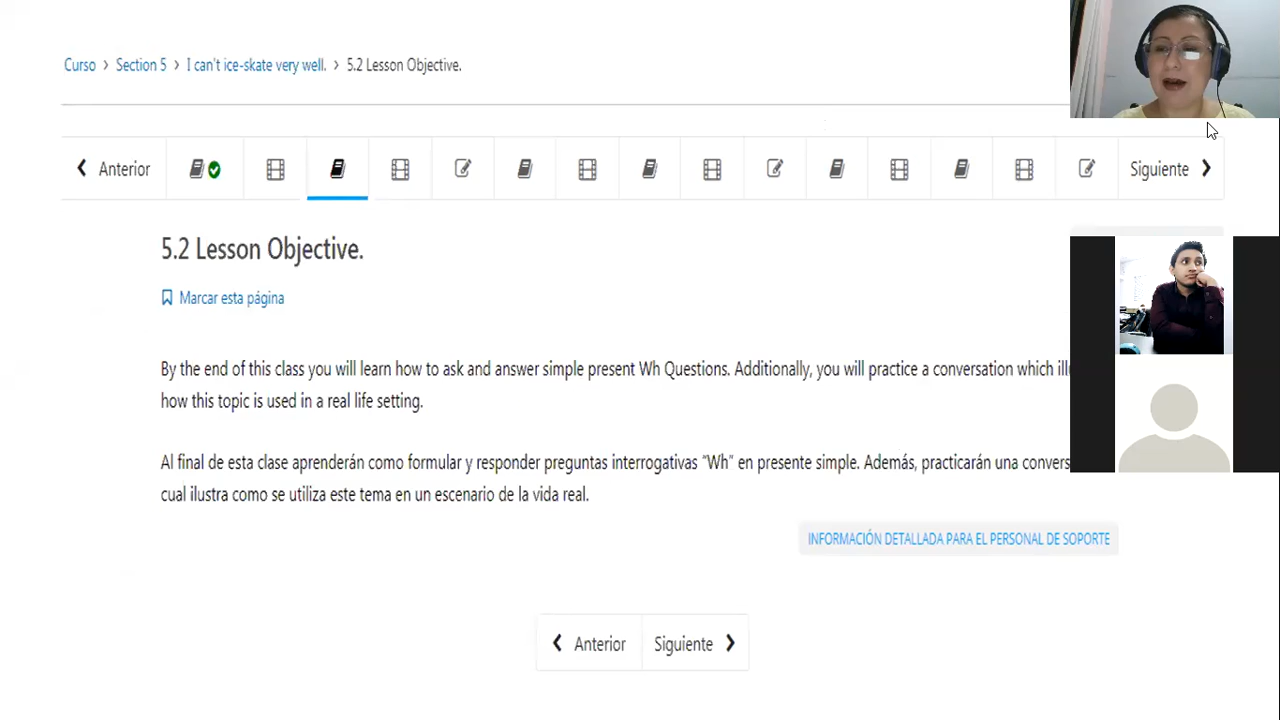 Curso > Section 5 > I can't ice-skate very well. > 5.2 Lesson Objective.
Anterior
Siguiente
5.2 Lesson Objective.
Marcar esta página
By the end of this class you will learn how to ask and answer simple present Wh Questions. Additionally, you will practice a conversation which
how this topic is used in a real life setting.
Al final de esta clase aprenderán como formular y responder preguntas interrogativas “Wh” en presente simple. Además, practicarán una
cual ilustra como se utiliza este tema en un escenario de la vida real.
INFORMACIÓN DETALLADA PARA EL PERSONAL DE SOPORTE
Anterior
Siguiente